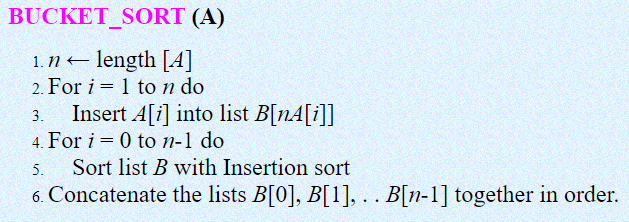 BUCKET_SORT (A)
1. n ← length [A]
2. For i = 1 to n do
3. Insert A[i] into list B[nA[i]]
4. For i = 0 to n-1 do
5. Sort list B with Insertion sort
6. Concatenate the lists B[0], B[1], . . B[n-1] together in order.